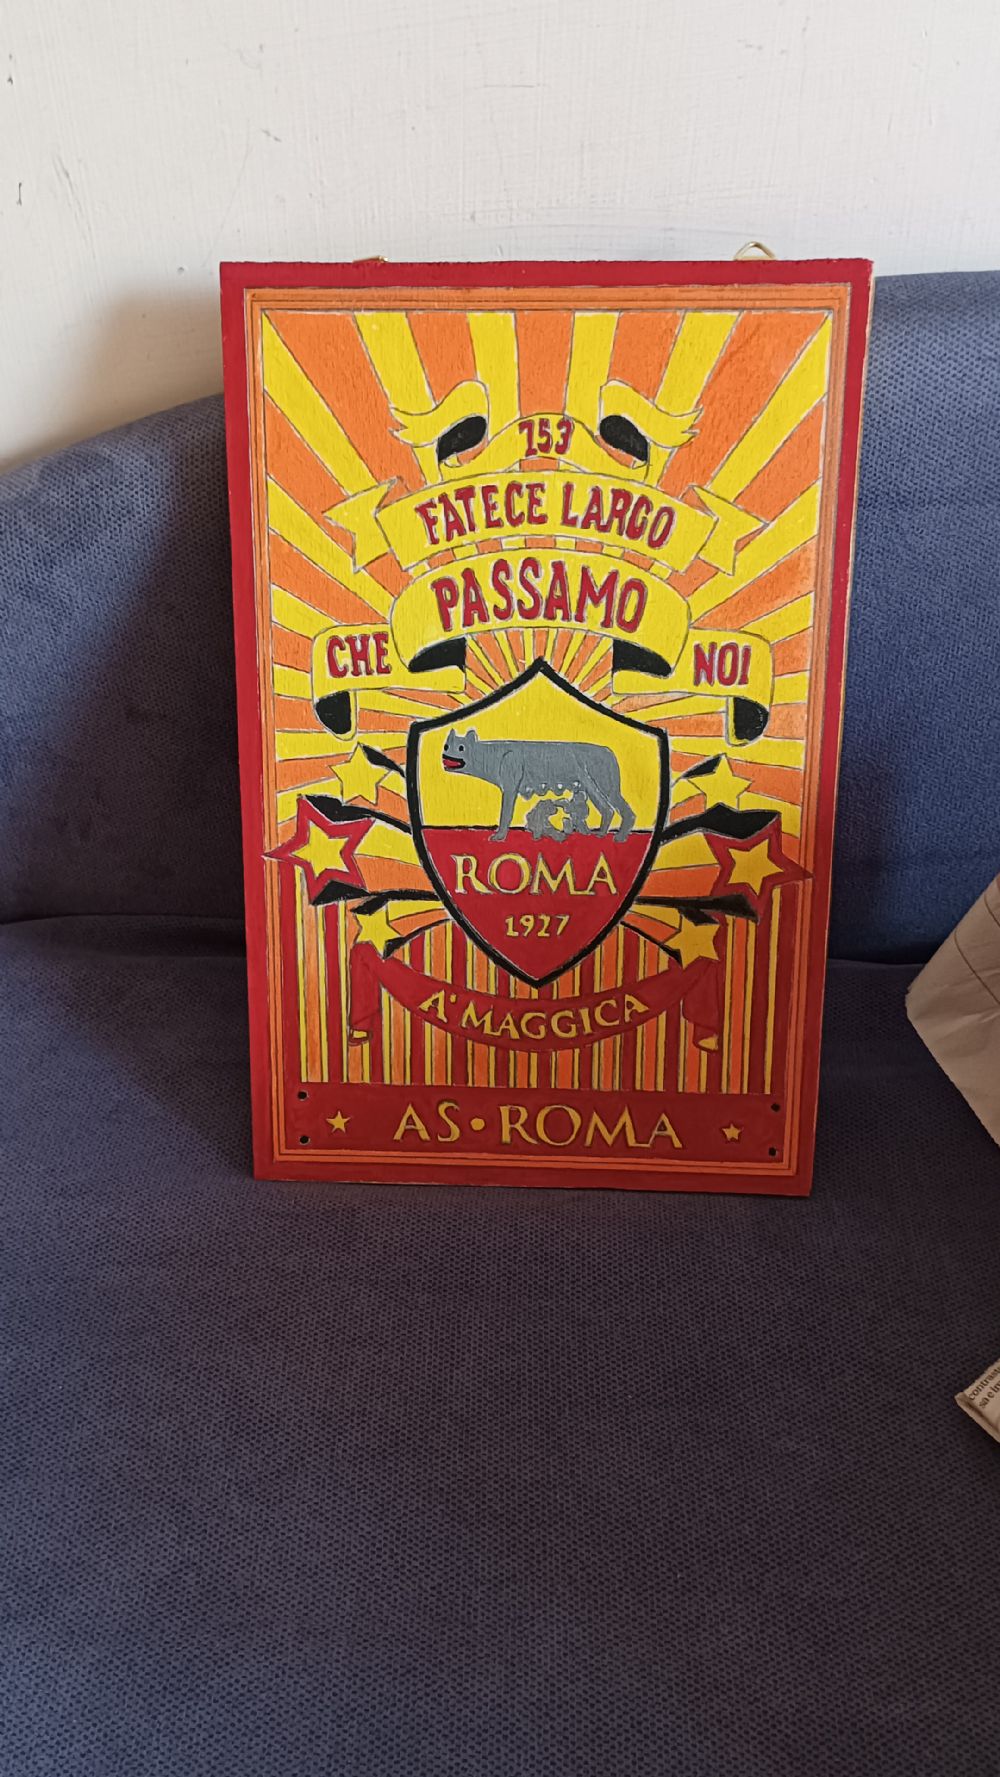 753
FATECE LARGO
CHE PASSAMO NOI
ROMA
1927
A' MAGGICA
AS • ROMA